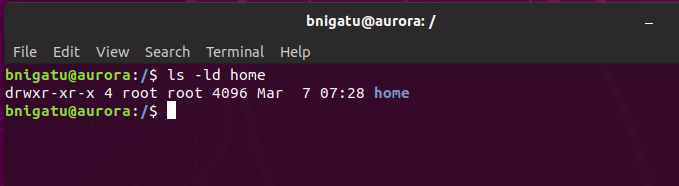 bnigatu@aurora: /
File Edit View Search Terminal Help
bnigatu@aurora:/$ ls -ld home
drwxr-xr-x 4 root root 4096 Mar  7 07:28 home
bnigatu@aurora:/$